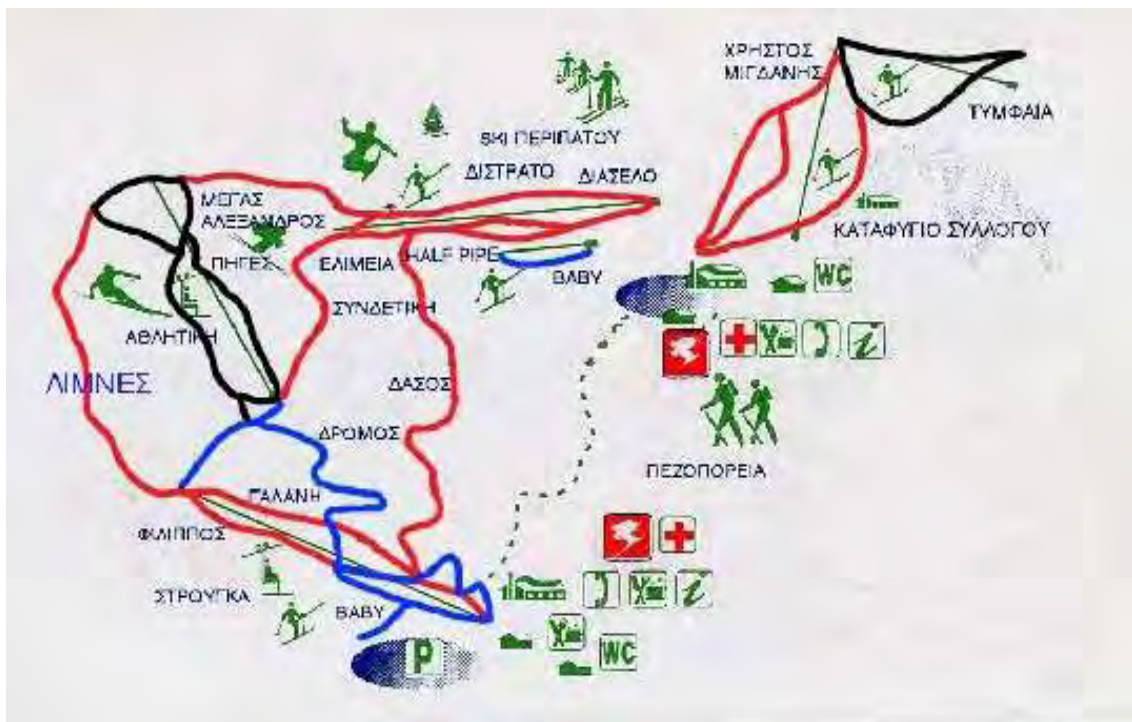 ΧΡΗΣΤΟΣ
ΜΙΓΔΑΝΗΣ
ΤΥΜΦΑΙΑ
SKI ΠΕΡΙΠΑΤΟΥ
ΔΙΣΤΡΑΤΟ
ΔΙΑΣΕΛΟ
ΜΕΓΑΣ
ΑΛΕΞΑΝΔΡΟΣ
ΚΑΤΑΦΥΓΙΟ ΣΥΛΛΟΓΟΥ
ΠΗΓΕΣ
ΕΛΙΜΕΙΑ
HALF PIPE
BABY
WC
ΣΥΝΔΕΤΙΚΗ
ΑΘΛΗΤΙΚΗ
i
ΛΙΜΝΕΣ
ΔΑΣΟΣ
ΔΡΟΜΟΣ
ΠΕΖΟΠΟΡΕΙΑ
ΓΑΛΑΝΗ
ΦΙΛΙΠΠΟΣ
ΣΤΡΟΥΓΚΑ
BABY
i
P
WC